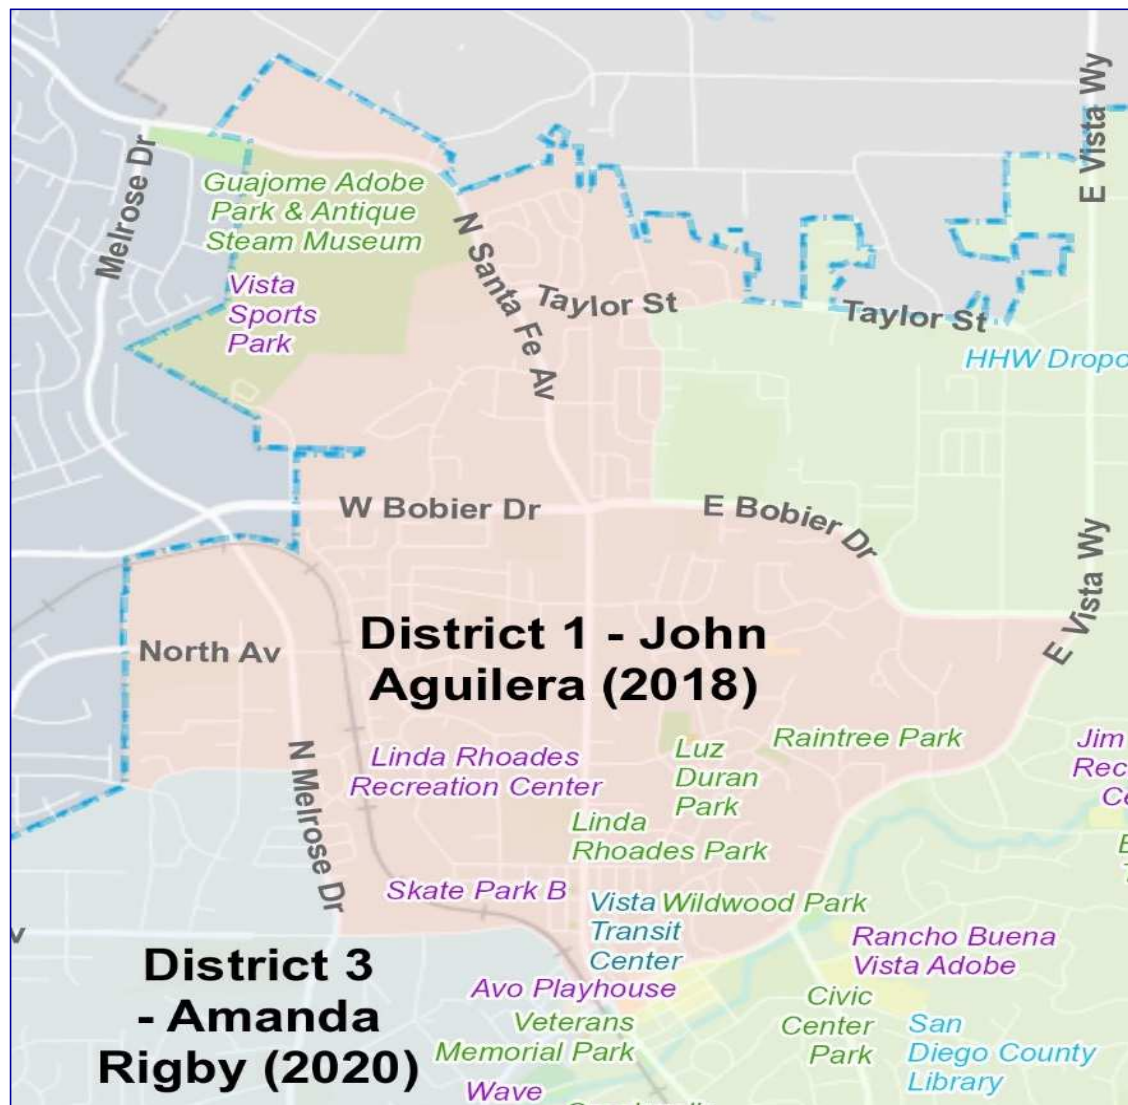 E Vista Wy
Melrose Dr
Guajome Adobe
Park & Antique
Steam Museum
N Santa Fe Av
Vista
Sports
Park
Taylor St
Taylor St
HHW Dropo
W Bobier Dr
E Bobier Dr
E Vista Wy
North Av
District 1 - John
Aguilera (2018)
N Melrose Dr
Linda Rhoades
Recreation Center
Luz
Duran
Park
Raintree Park
Jim
Rec
Ce
Linda
Rhoades Park
Skate Park B
Vista
Transit
Center
Wildwood Park
Rancho Buena
Vista Adobe
District 3
- Amanda
Rigby (2020)
Avo Playhouse
Veterans
Memorial Park
Civic
Center
Park
San
Diego County
Library
Wave